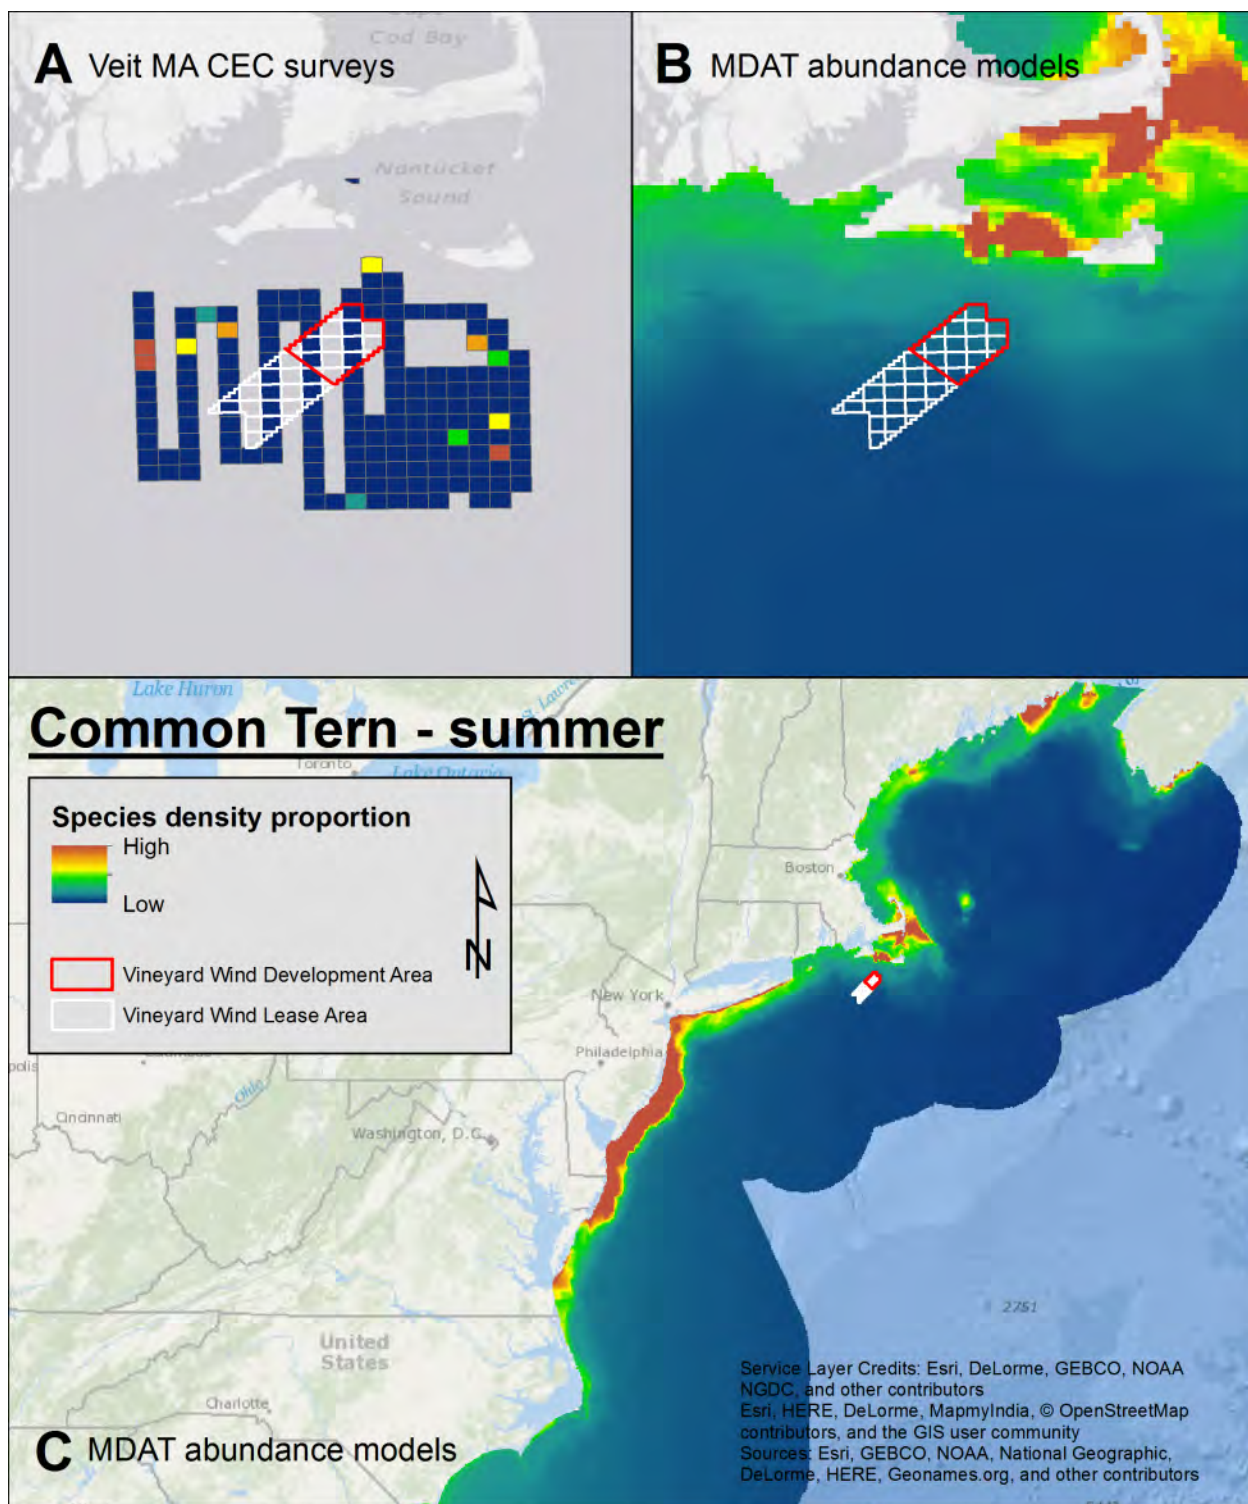 A Veit MA CEC surveys
Cod Bay
Nantucket
Sound
B MDAT abundance models
Lake Huron
St. Lawre
Common Tern - summer
Toronto
Lake Ontario
Species density proportion
High
Low
N
Vineyard Wind Development Area
Vineyard Wind Lease Area
Boston
New York
Philadelphia
polis
Ohio
Cincinnati
Washington, D.C.
2751
United
States
Charlotte
C MDAT abundance models
Service Layer Credits: Esri, DeLorme, GEBCO, NOAA
NGDC, and other contributors
Esri, HERE, DeLorme, MapmyIndia, © OpenStreetMap
contributors, and the GIS user community
Sources: Esri, GEBCO, NOAA, National Geographic,
DeLorme, HERE, Geonames.org, and other contributors